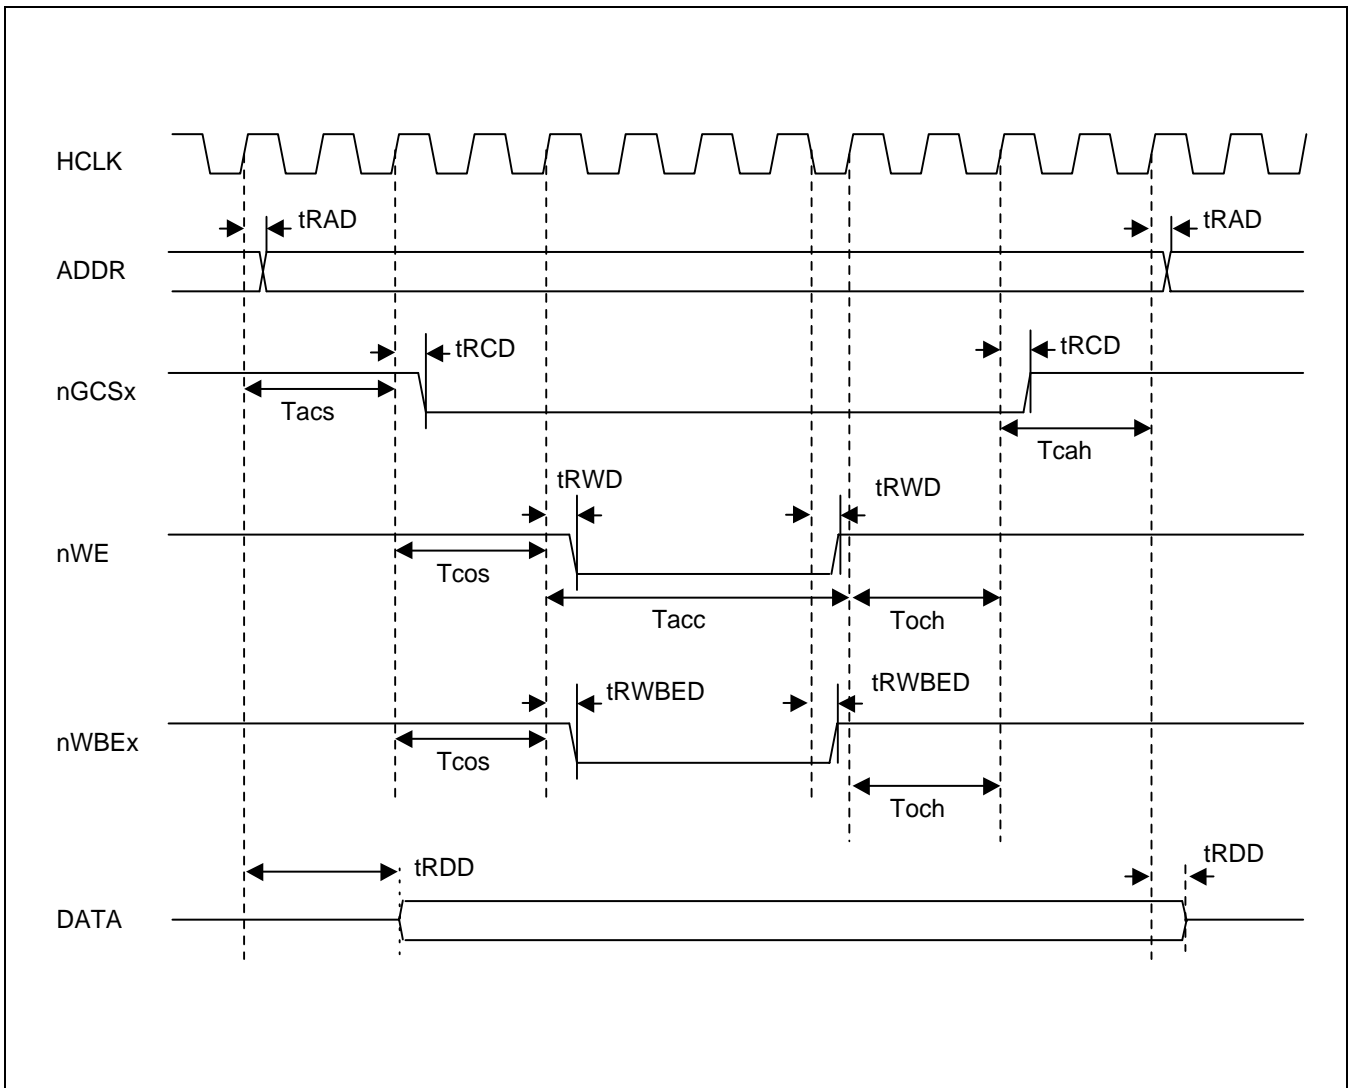 HCLK
tRAD
tRAD
ADDR
tRCD
tRCD
nGCSx
Tacs
Tcah
tRWD
tRWD
nWE
Tcos
Tacc
Toch
tRWBED
tRWBED
nWBEx
Tcos
Toch
tRDD
tRDD
DATA